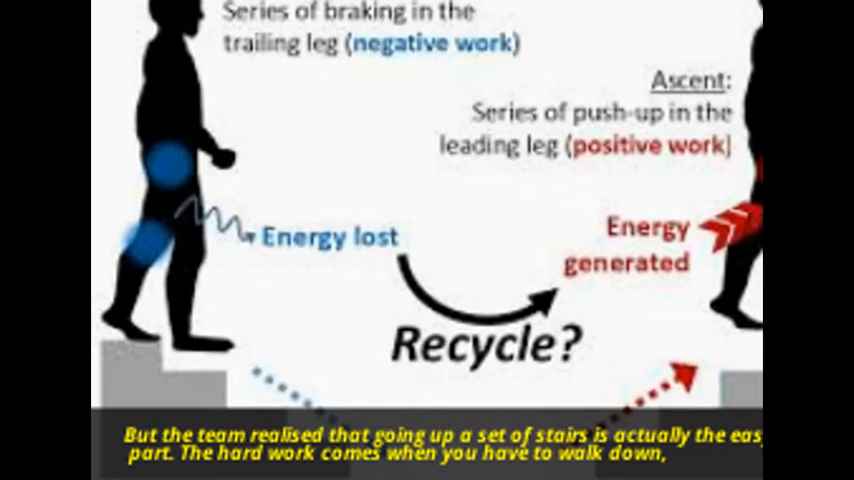 Series of braking in the
trailing leg (negative work)
Ascent:
Series of push-up in the
leading leg (positive work)
Energy lost
Energy
generated
Recycle?
But the team realised that going up a set of stairs is actually the eas
part. The hard work comes when you have to walk down,